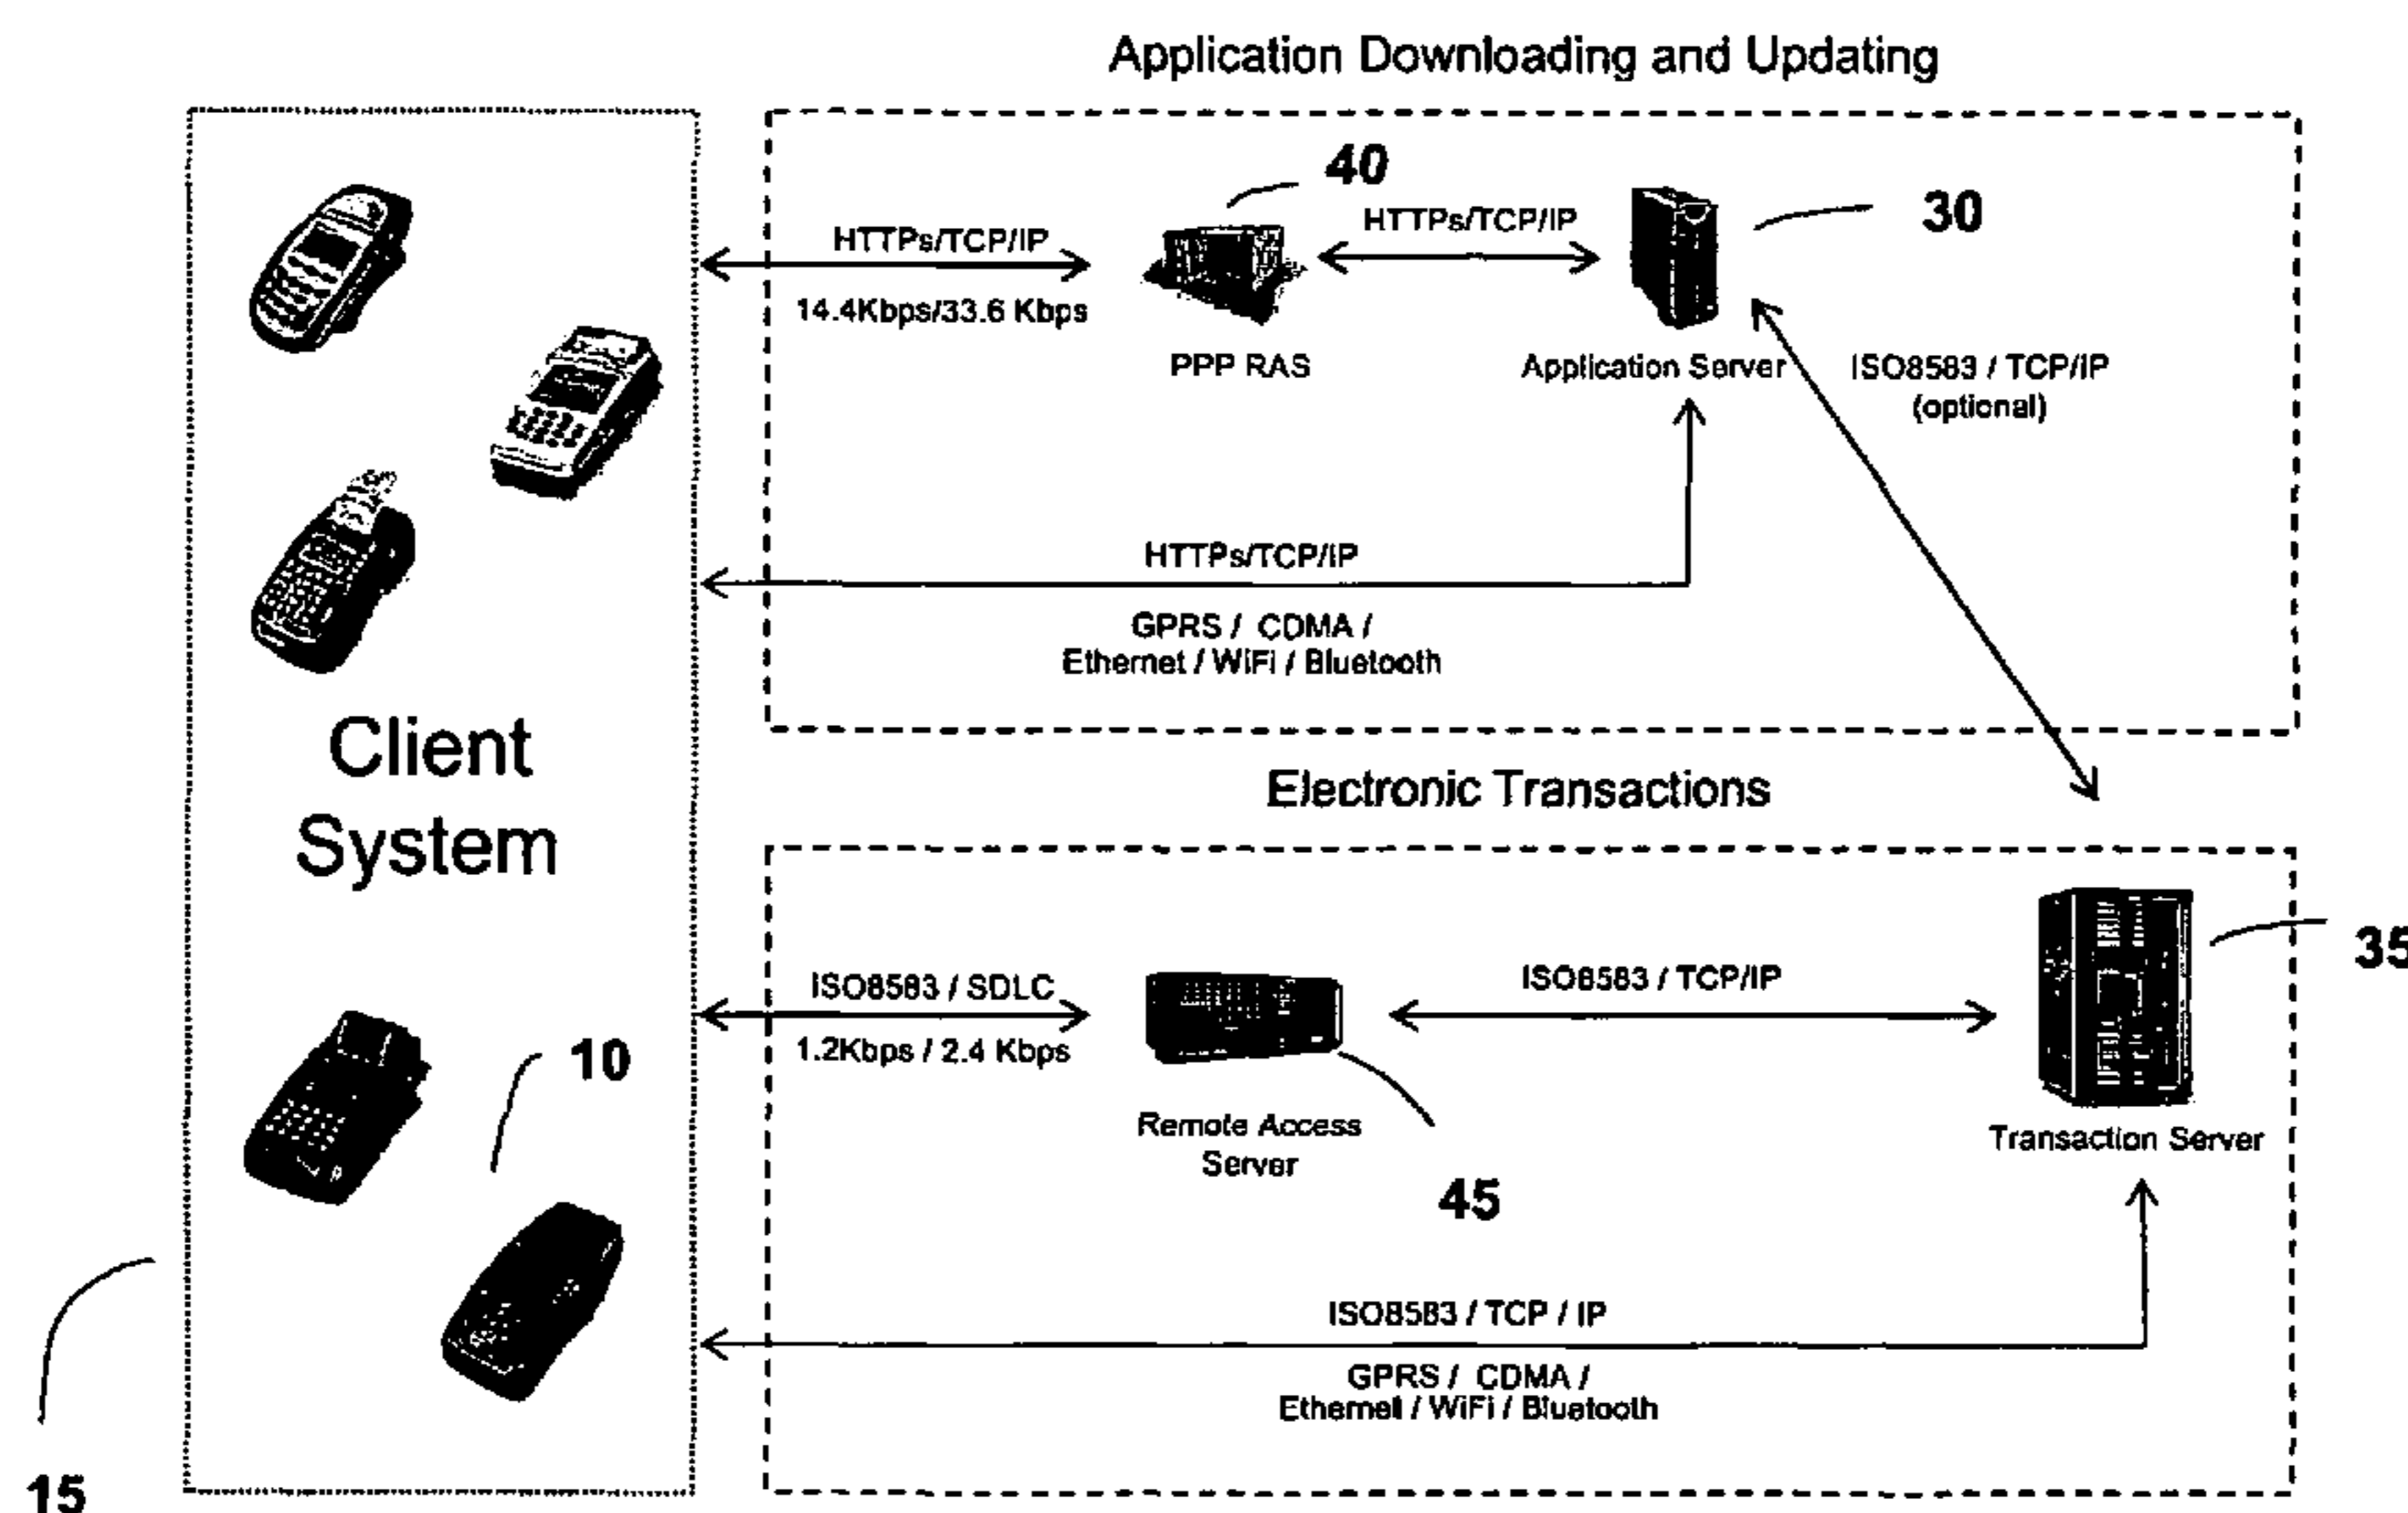 Application Downloading and Updating
40
30
HTTPs/TCP/IP
14.4Kbps/33.6 Kbps
HTTPs/TCP/IP
PPP RAS
Application Server
ISO8583 / TCP/IP
(optional)
HTTPs/TCP/IP
GPRS / CDMA /
Ethernet / WiFi / Bluetooth
Client
System
Electronic Transactions
10
ISO8583 / SDLC
1.2Kbps / 2.4 Kbps
ISO8583 / TCP/IP
35
Remote Access
Server
45
Transaction Server
ISO8583 / TCP / IP
GPRS / CDMA /
Ethernet / WiFi / Bluetooth
15